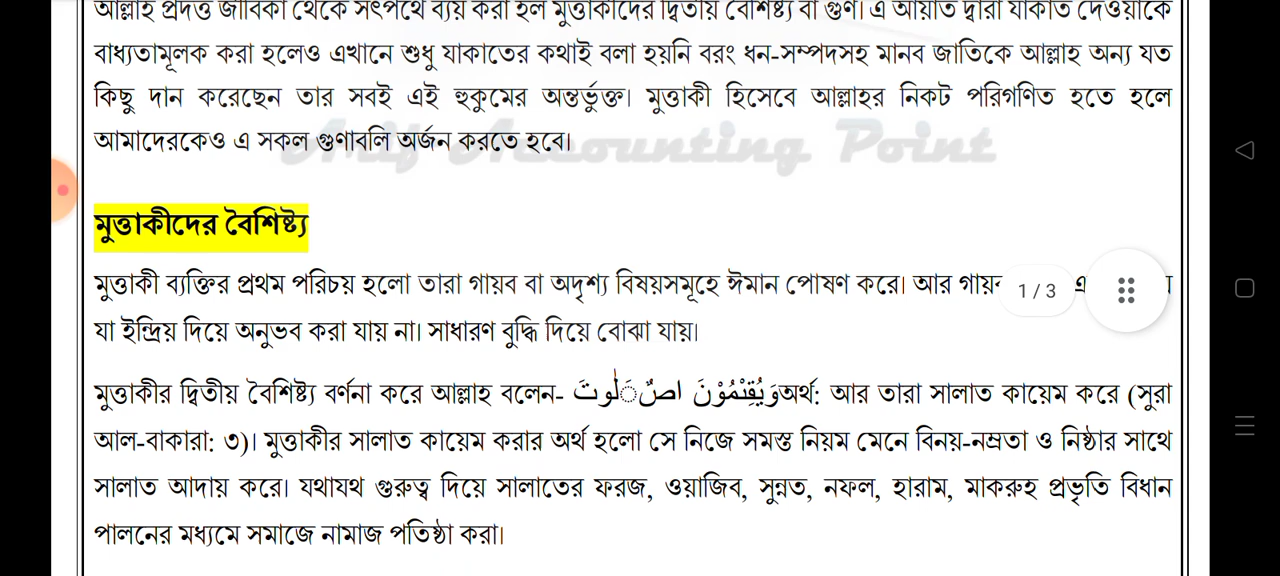 আল্লাহ প্রদত্ত জীবিকা থেকে সৎপথে ব্যয় করা হল মুত্তাকীদের দ্বিতীয় বৈশিষ্ট্য বা গুণ। এ আয়াত দ্বারা যাকাত দেওয়াকে
বাধ্যতামূলক করা হলেও এখানে শুধু যাকাতের কথাই বলা হয়নি বরং ধন-সম্পদসহ মানব জাতিকে আল্লাহ অন্য যত
কিছু দান করেছেন তার সবই এই হুকুমের অন্তর্ভুক্ত। মুত্তাকী হিসেবে আল্লাহর নিকট পরিগণিত হতে হলে
আমাদেরকেও এ সকল গুণাবলি অর্জন করতে হবে।
Arif Accounting Point
মুত্তাকীদের বৈশিষ্ট্য
মুত্তাকী ব্যক্তির প্রথম পরিচয় হলো তারা গায়ব বা অদৃশ্য বিষয়সমূহে ঈমান পোষণ করে। আর গায়ব
1 / 3
যা ইন্দ্রিয় দিয়ে অনুভব করা যায় না। সাধারণ বুদ্ধি দিয়ে বোঝা যায়।
মুত্তাকীর দ্বিতীয় বৈশিষ্ট্য বর্ণনা করে আল্লাহ বলেন- অর্থ: আর তারা সালাত কায়েম করে (সুরা
আল-বাকারা: ৩)। মুত্তাকীর সালাত কায়েম করার অর্থ হলো সে নিজে সমস্ত নিয়ম মেনে বিনয়-নম্রতা ও নিষ্ঠার সাথে
সালাত আদায় করে। যথাযথ গুরুত্ব দিয়ে সালাতের ফরজ, ওয়াজিব, সুন্নত, নফল, হারাম, মাকরুহ প্রভৃতি বিধান
পালনের মধ্যমে সমাজে নামাজ পতিষ্ঠা করা।